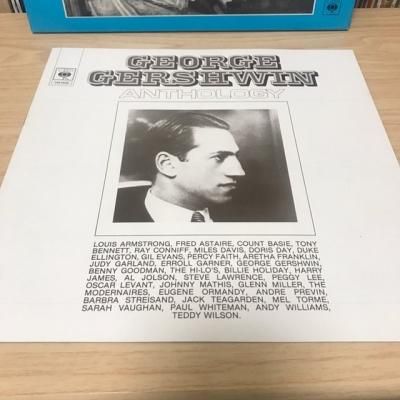 GEORGE
GERSHWIN
ANTHOLOGY
CBS
LOUIS ARMSTRONG, FRED ASTAIRE, COUNT BASIE, TONY
BENNETT, RAY CONNIFF, MILES DAVIS, DORIS DAY, DUKE
ELLINGTON, GIL EVANS, PERCY FAITH, ARETHA FRANKLIN,
JUDY GARLAND, ERROLL GARNER, GEORGE GERSHWIN,
BENNY GOODMAN, THE HI-LO'S, BILLIE HOLIDAY, HARRY
JAMES, AL JOLSON, STEVE LAWRENCE, PEGGY LEE,
OSCAR LEVANT, JOHNNY MATHIS, GLENN MILLER, THE
MODERNAIRES, EUGENE ORMANDY, ANDRE PREVIN,
BARBRA STREISAND, JACK TEAGARDEN, MEL TORME,
SARAH VAUGHAN, PAUL WHITEMAN, ANDY WILLIAMS,
TEDDY WILSON.